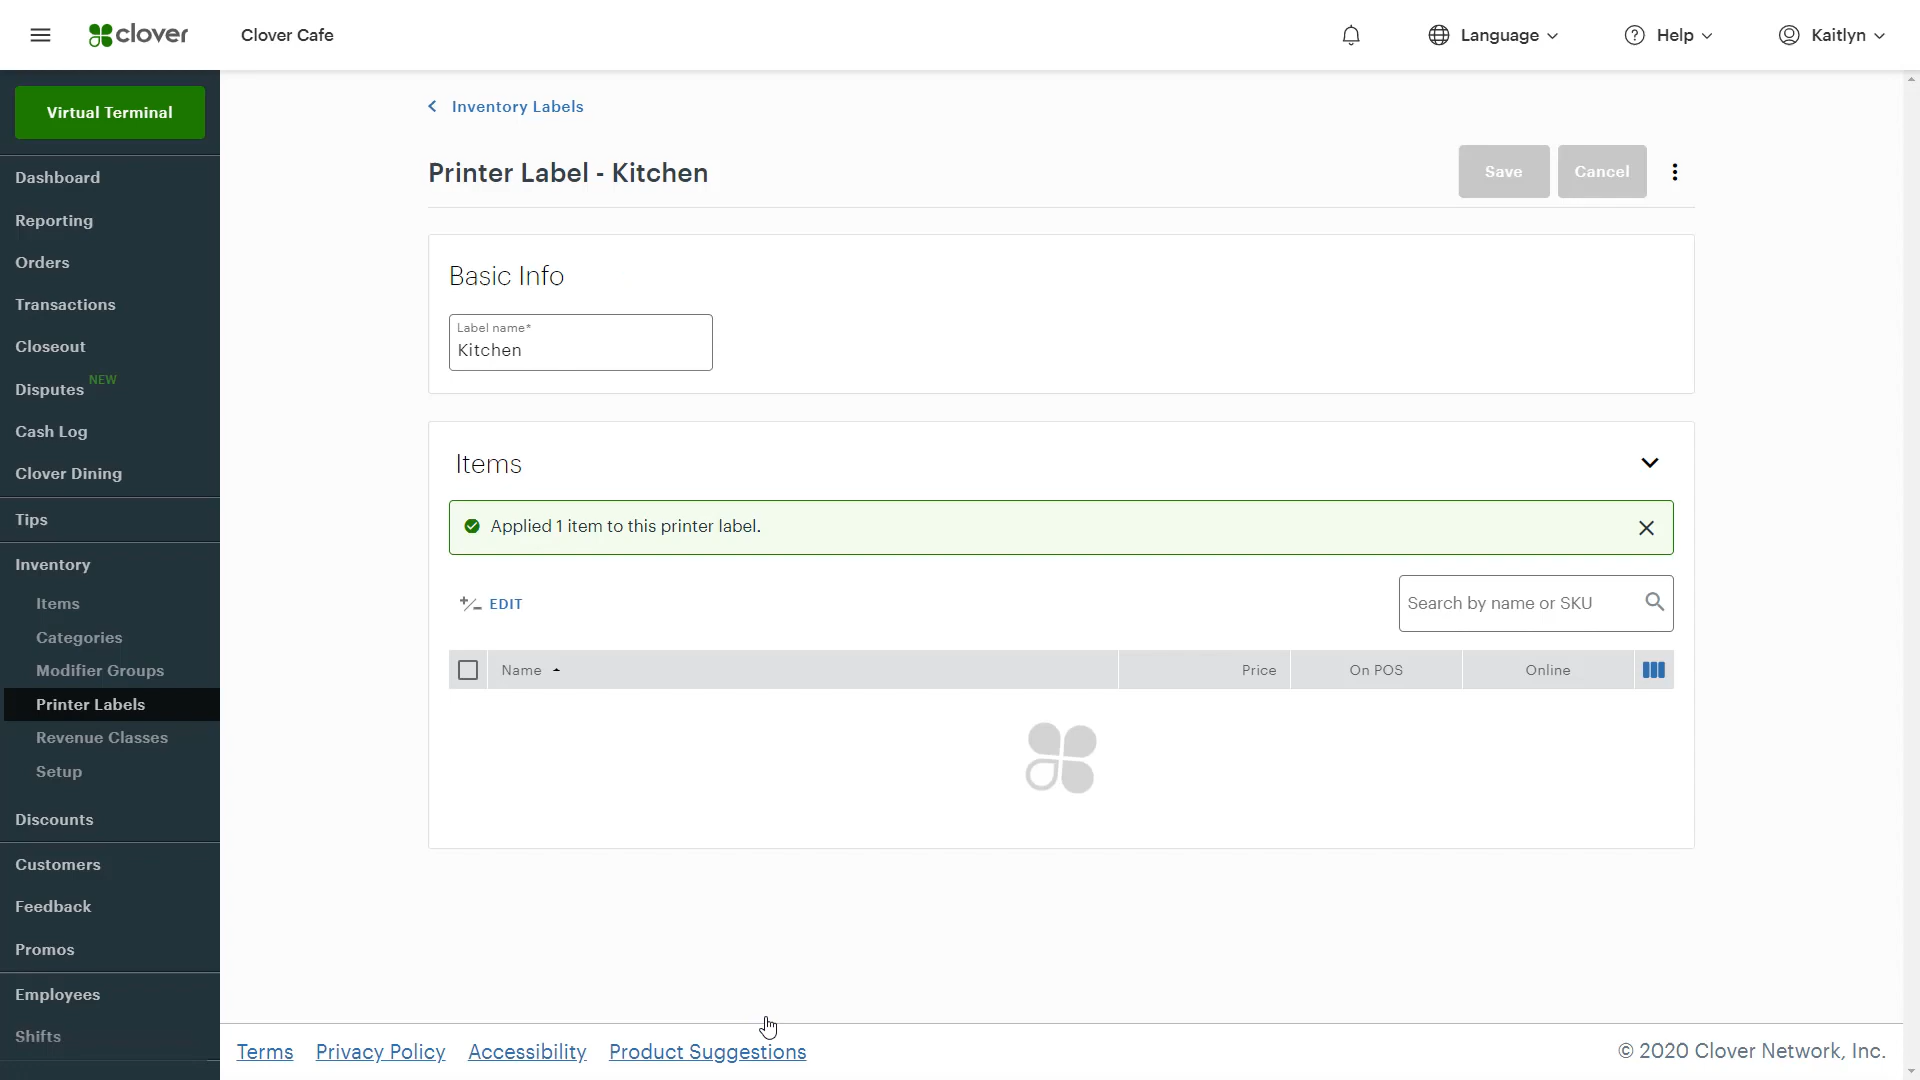 clover
Clover Cafe
Language
Help
Kaitlyn
Virtual Terminal
Dashboard
Reporting
Orders
Transactions
Closeout
Disputes NEW
Cash Log
Clover Dining
Tips
Inventory
Items
Categories
Modifier Groups
Printer Labels
Revenue Classes
Setup
Discounts
Customers
Feedback
Promos
Employees
Shifts
Inventory Labels
Printer Label - Kitchen
Save
Cancel
Basic Info
Label name*
Kitchen
Items
Applied 1 item to this printer label.
EDIT
Search by name or SKU
Name
Price
On POS
Online
Terms
Privacy Policy
Accessibility
Product Suggestions
© 2020 Clover Network, Inc.